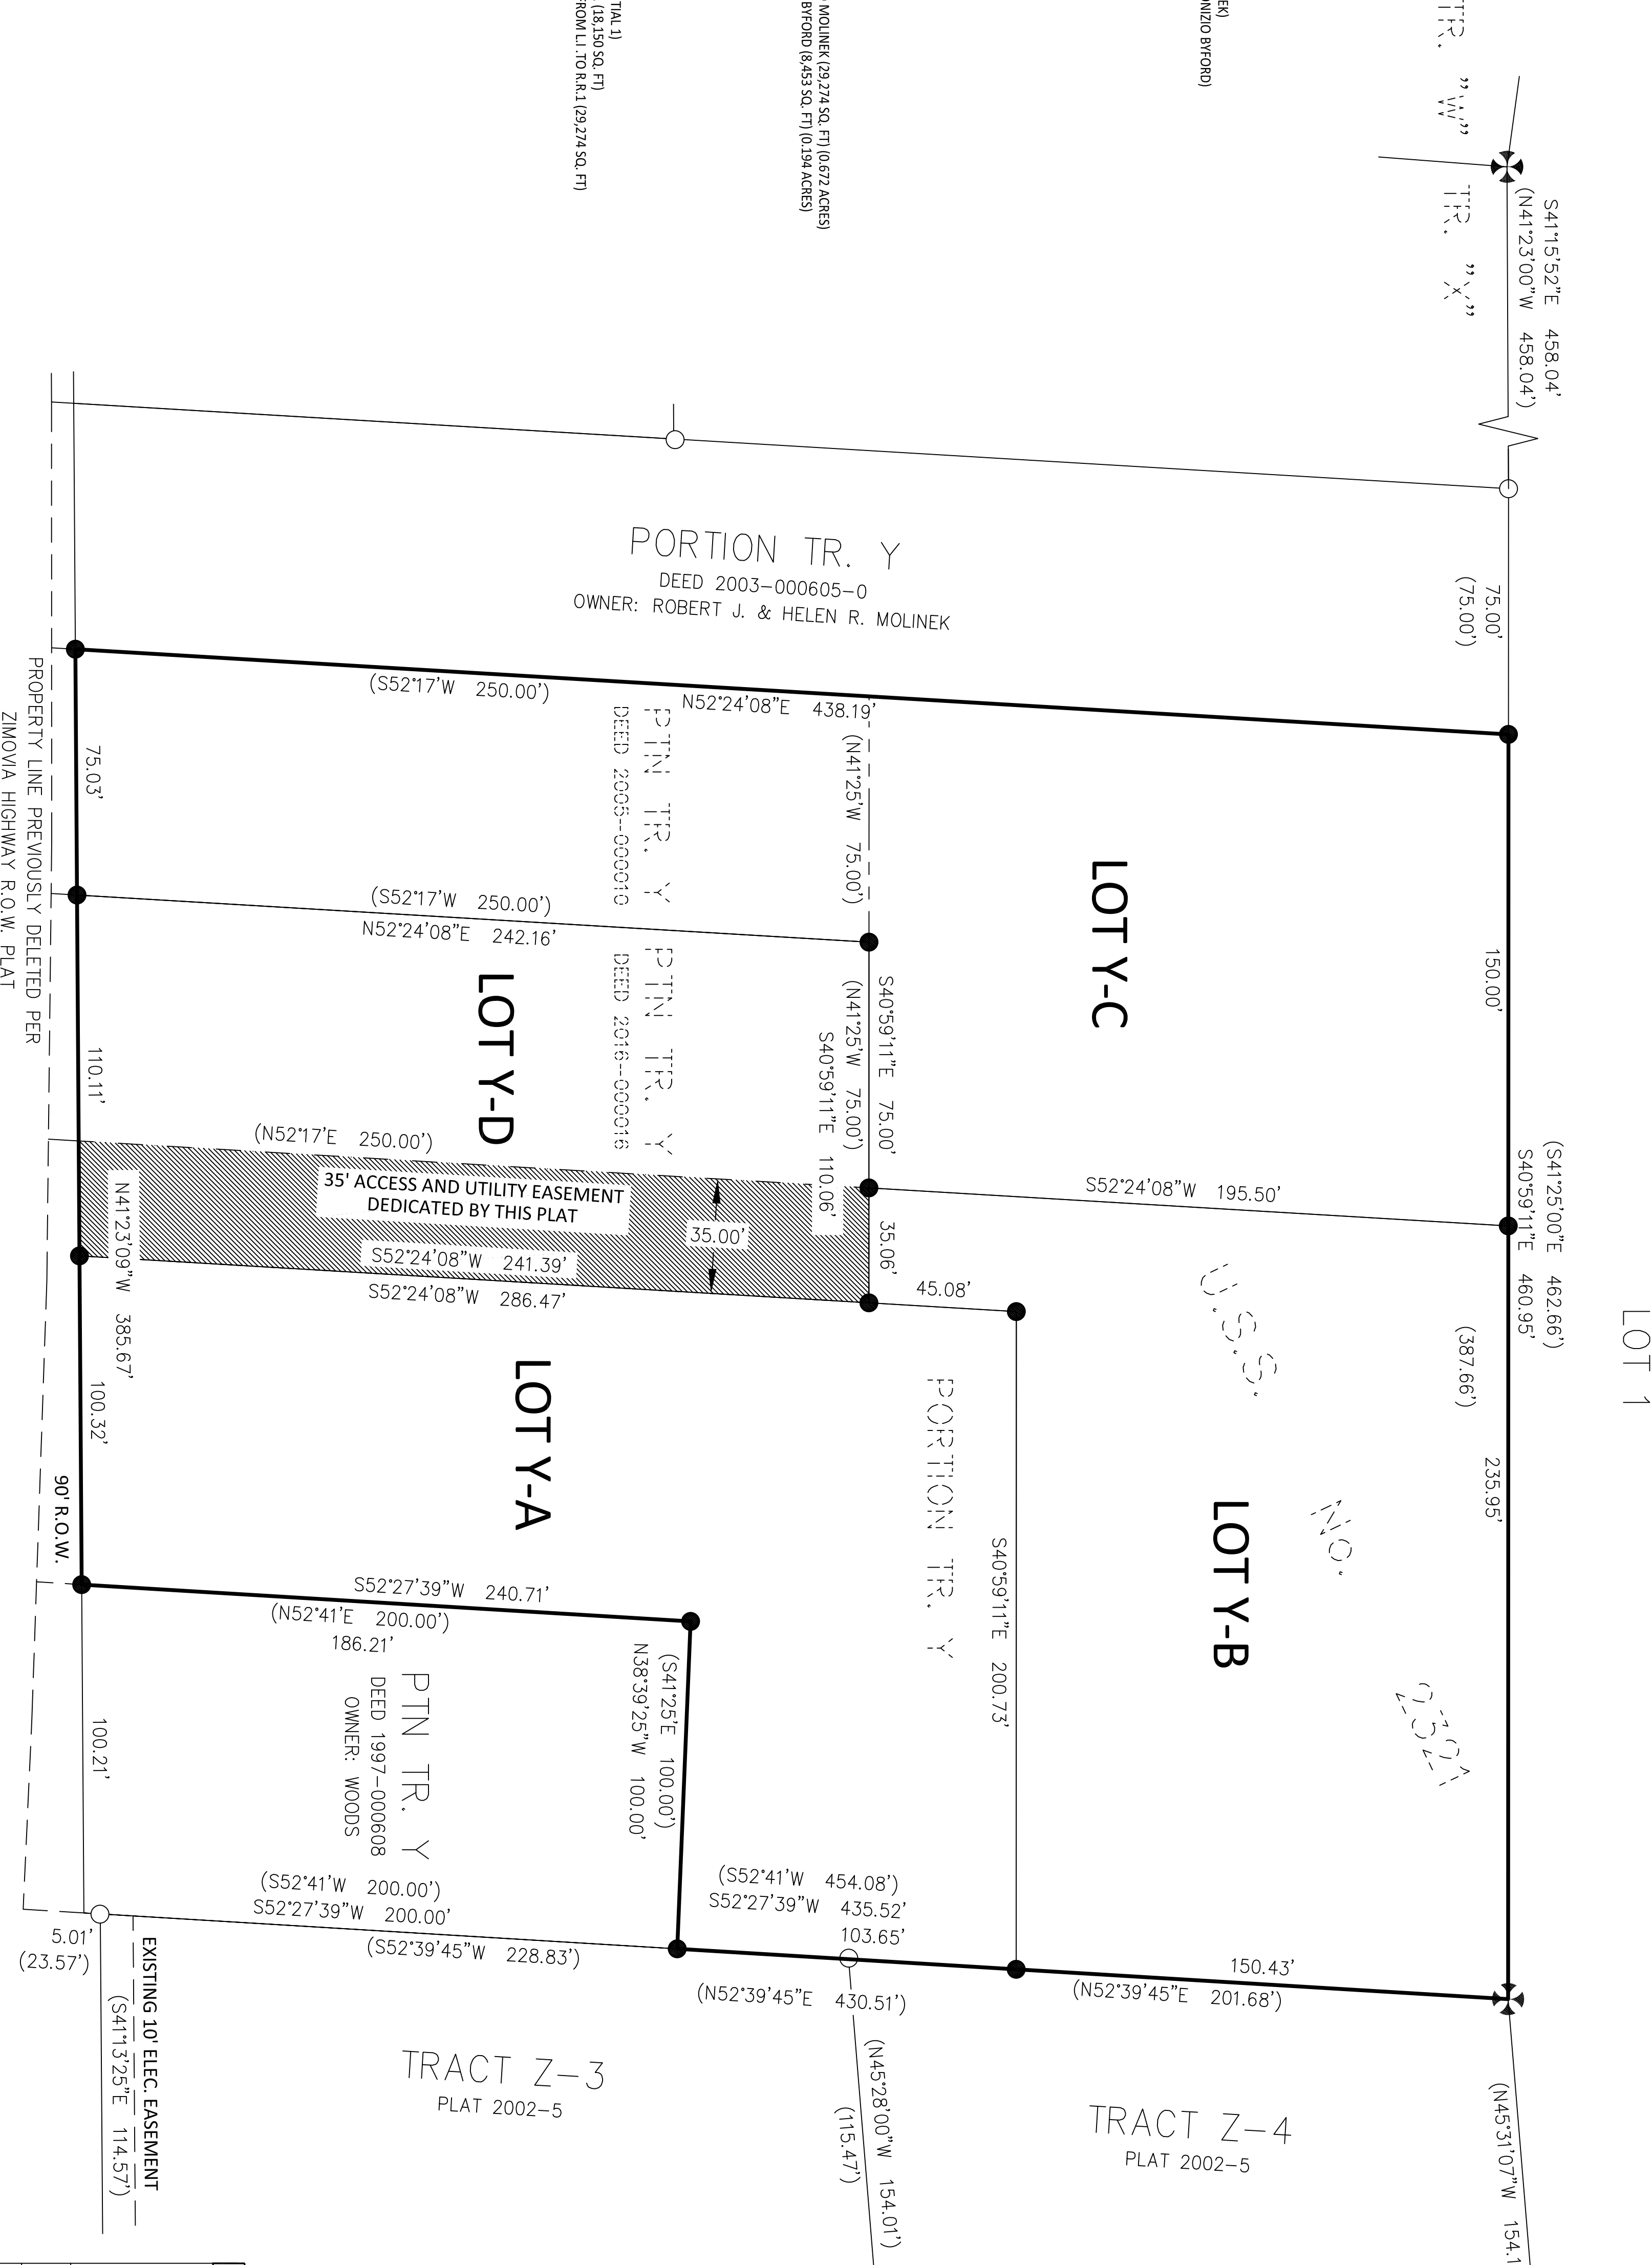 LOT 1
TR. "W"
TR. "X"
S41°15'52"E 458.04'
(N41°23'00"W 458.04')
75.00'
(75.00')
150.00'
(S41°25'00"E 462.66')
S40°59'11"E 460.95'
(387.66')
235.95'
EK)
ONIZIO BYFORD)
MOLINEK (29,274 SQ. FT) (0.672 ACRES)
BYFORD (8,453 SQ. FT) (0.194 ACRES)
TIAL 1)
(18,150 SQ. FT)
FROM L.I. TO R.R.1 (29,274 SQ. FT)
PORTION TR. Y
DEED 2003-000605-0
OWNER: ROBERT J. & HELEN R. MOLINEK
(S52°17'W 250.00')
N52°24'08"E 438.19'
LOT Y-C
(N41°25'W 75.00')
PTN TR. Y
DEED 2005-000010
(S52°17'W 250.00')
N52°24'08"E 242.16'
S40°59'11"E 75.00'
(N41°25'W 75.00')
S40°59'11"E 110.06'
PTN TR. Y
DEED 2016-000016
LOT Y-D
(N52°17'E 250.00')
35' ACCESS AND UTILITY EASEMENT
DEDICATED BY THIS PLAT
35.00'
S52°24'08"W 241.39'
S52°24'08"W 286.47'
35.06'
45.08'
S52°24'08"W 195.50'
U.S.S.
NO.
2321
LOT Y-B
PORTION TR. Y
S40°59'11"E 200.73'
LOT Y-A
75.03'
110.11'
N41°23'09"W 385.67'
100.32'
100.21'
PROPERTY LINE PREVIOUSLY DELETED PER
ZIMOVIA HIGHWAY R.O.W. PLAT
90' R.O.W.
S52°27'39"W 240.71'
(N52°41'E 200.00')
186.21'
(S41°25'E 100.00')
N38°39'25"W 100.00'
PTN TR. Y
DEED 1997-000608
OWNER: WOODS
(S52°41'W 200.00')
S52°27'39"W 200.00'
(S52°39'45"W 228.83')
(S52°41'W 454.08')
S52°27'39"W 435.52'
103.65'
(N52°39'45"E 430.51')
150.43'
(N52°39'45"E 201.68')
5.01'
(23.57')
EXISTING 10' ELEC. EASEMENT
(S41°13'25"E 114.57')
TRACT Z-3
PLAT 2002-5
(N45°28'00"W 154.01')
(115.47')
TRACT Z-4
PLAT 2002-5
(N45°31'07"W 154.1